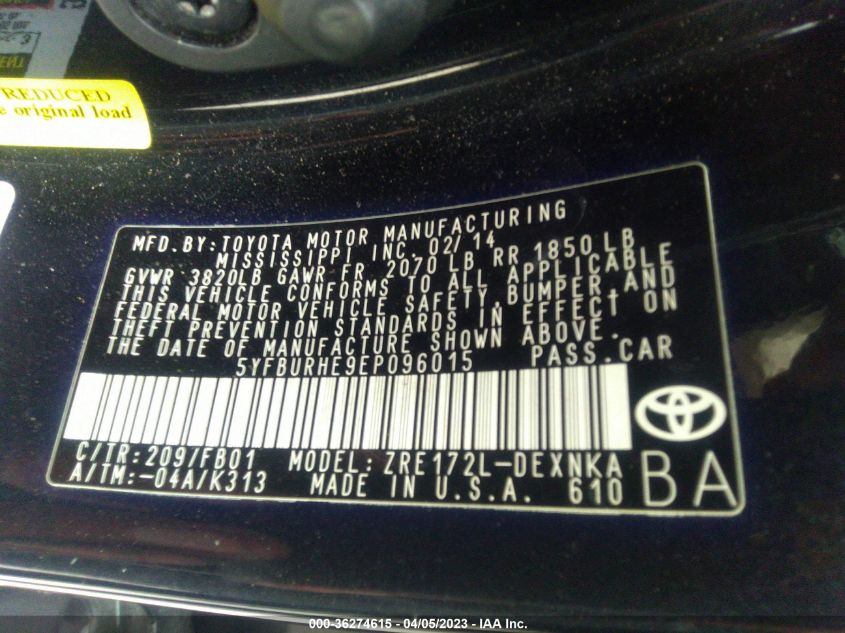 REDUCED
e original load
MFD. BY: TOYOTA MOTOR MANUFACTURING
MISSISSIPPI INC. 02/14
GVWR 3820LB GAWR FR 2070 LB RR 1850 LB
THIS VEHICLE CONFORMS TO ALL APPLICABLE
FEDERAL MOTOR VEHICLE SAFETY, BUMPER, AND
THEFT PREVENTION STANDARDS IN EFFECT ON
THE DATE OF MANUFACTURE SHOWN ABOVE.
5YFBURHE9EP096015 PASS. CAR
C/TR: 209/FB01 MODEL: ZRE172L-DEXNKA
A/TM: -04A/K313 MADE IN U.S.A. 610
BA
000-36274615 - 04/05/2023 - IAA Inc.